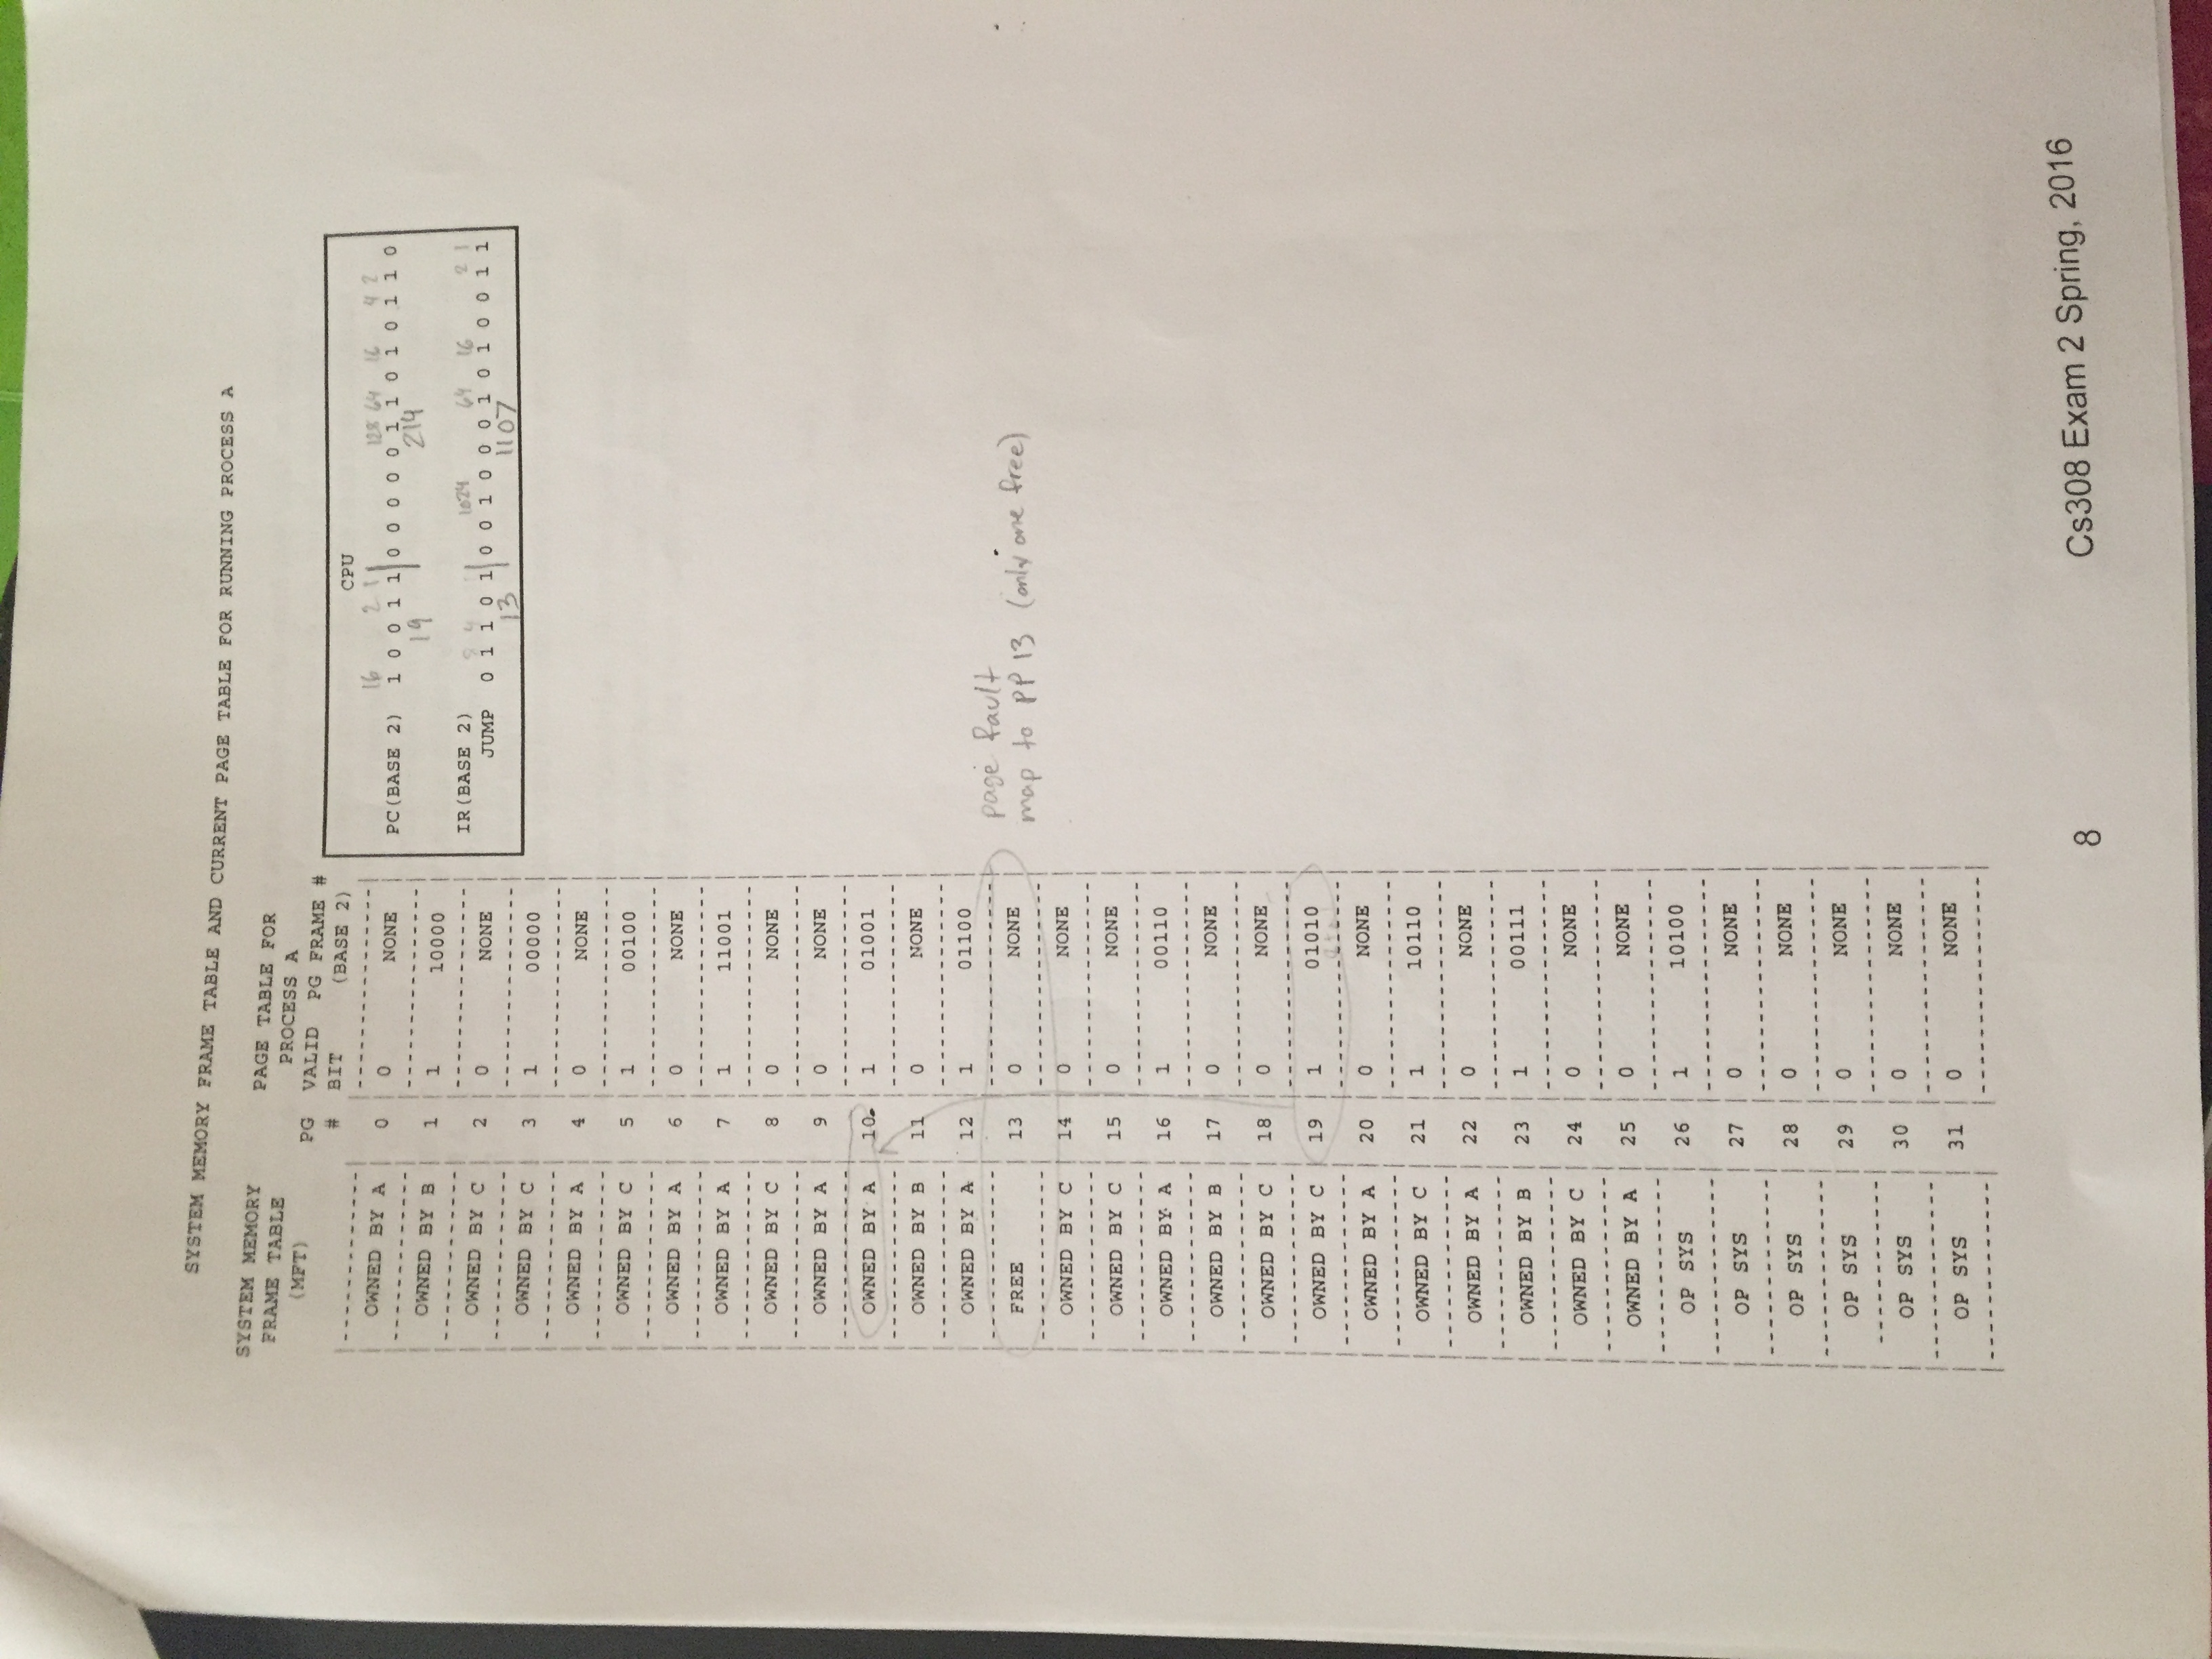 SYSTEM MEMORY FRAME TABLE AND CURRENT PAGE TABLE FOR RUNNING PROCESS A
SYSTEM MEMORY FRAME TABLE (MFT)
PAGE TABLE FOR PROCESS A
PG # VALID BIT PG FRAME # (BASE 2)
OWNED BY A 0 0 NONE
OWNED BY B 1 1 10000
OWNED BY C 2 0 NONE
OWNED BY C 3 1 00000
OWNED BY A 4 0 NONE
OWNED BY C 5 1 00100
OWNED BY A 6 0 NONE
OWNED BY A 7 1 11001
OWNED BY C 8 0 NONE
OWNED BY A 9 0 NONE
OWNED BY A 10 1 01001
OWNED BY B 11 0 NONE
OWNED BY A 12 1 01100
FREE 13 0 NONE
OWNED BY C 14 0 NONE
OWNED BY C 15 0 NONE
OWNED BY A 16 1 00110
OWNED BY B 17 0 NONE
OWNED BY C 18 0 NONE
OWNED BY C 19 1 01010
OWNED BY A 20 0 NONE
OWNED BY C 21 1 10110
OWNED BY A 22 0 NONE
OWNED BY B 23 1 00111
OWNED BY C 24 0 NONE
OWNED BY A 25 0 NONE
OP SYS 26 1 10100
OP SYS 27 0 NONE
OP SYS 28 0 NONE
OP SYS 29 0 NONE
OP SYS 30 0 NONE
OP SYS 31 0 NONE
CPU
16 2 1 128 64 16 4 2
PC(BASE 2) 1 0 0 1 1 0 0 0 0 0 1 1 0 1 0 1 1 0
19 214
IR(BASE 2)
8 4 1 1024 64 16 2 1
JUMP 0 1 1 0 1 0 0 1 0 0 0 1 0 1 0 0 1 1
13 1107
page fault
map to PP 13 (only one free)
8
Cs308 Exam 2 Spring, 2016